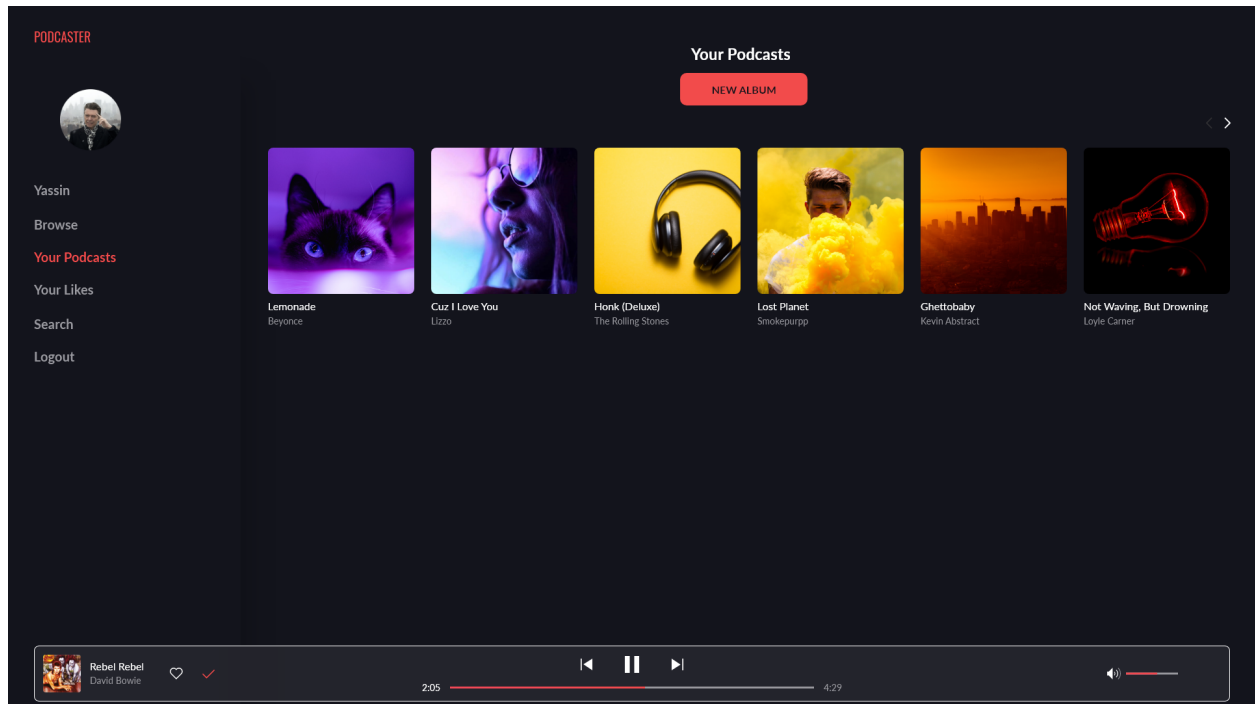 PODCASTER
Yassin
Browse
Your Podcasts
Your Likes
Search
Logout
Your Podcasts
NEW ALBUM
Lemonade
Beyonce
Cuz I Love You
Lizzo
Honk (Deluxe)
The Rolling Stones
Lost Planet
Smokepurpp
Ghettobaby
Kevin Abstract
Not Waving, But Drowning
Loyle Carner
Rebel Rebel
David Bowie
2:05
4:29